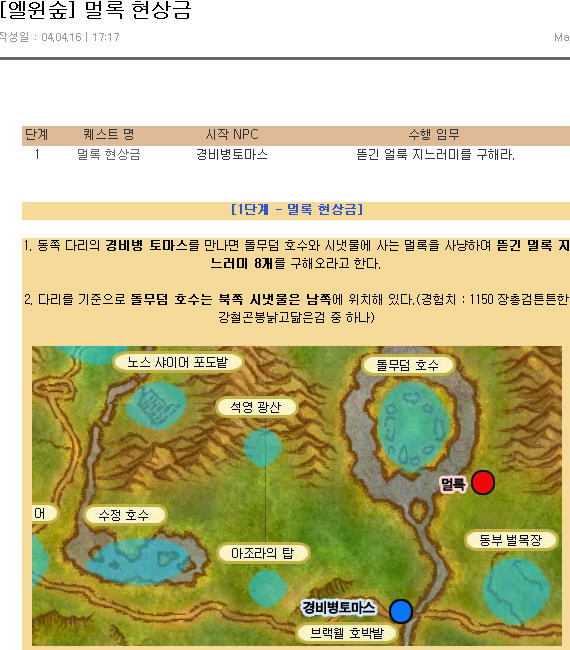 [엘윈숲] 멀록 현상금
작성일 : 04.04.16 | 17:17
Ma
단계 퀘스트 명 시작 NPC 수행 임무
1 멀록 현상금 경비병토마스 뜯긴 얼룩 지느러미를 구해라.
[1단계 - 멀록 현상금]
1. 동쪽 다리의 경비병 토마스를 만나면 돌무덤 호수와 시냇물에 사는 멀록을 사냥하여 뜯긴 멀록 지
느러미 8개를 구해오라고 한다.
2. 다리를 기준으로 돌무덤 호수는 북쪽 시냇물은 남쪽에 위치해 있다.(경험치 : 1150 장총검튼튼한
강철곤봉낡고닳은검 중 하나)
노스 샤이어 포도밭
돌무덤 호수
석영 광산
멀록
여
수정 호수
동부 벌목장
아조라의 탑
경비병토마스
브랙웰 호박밭